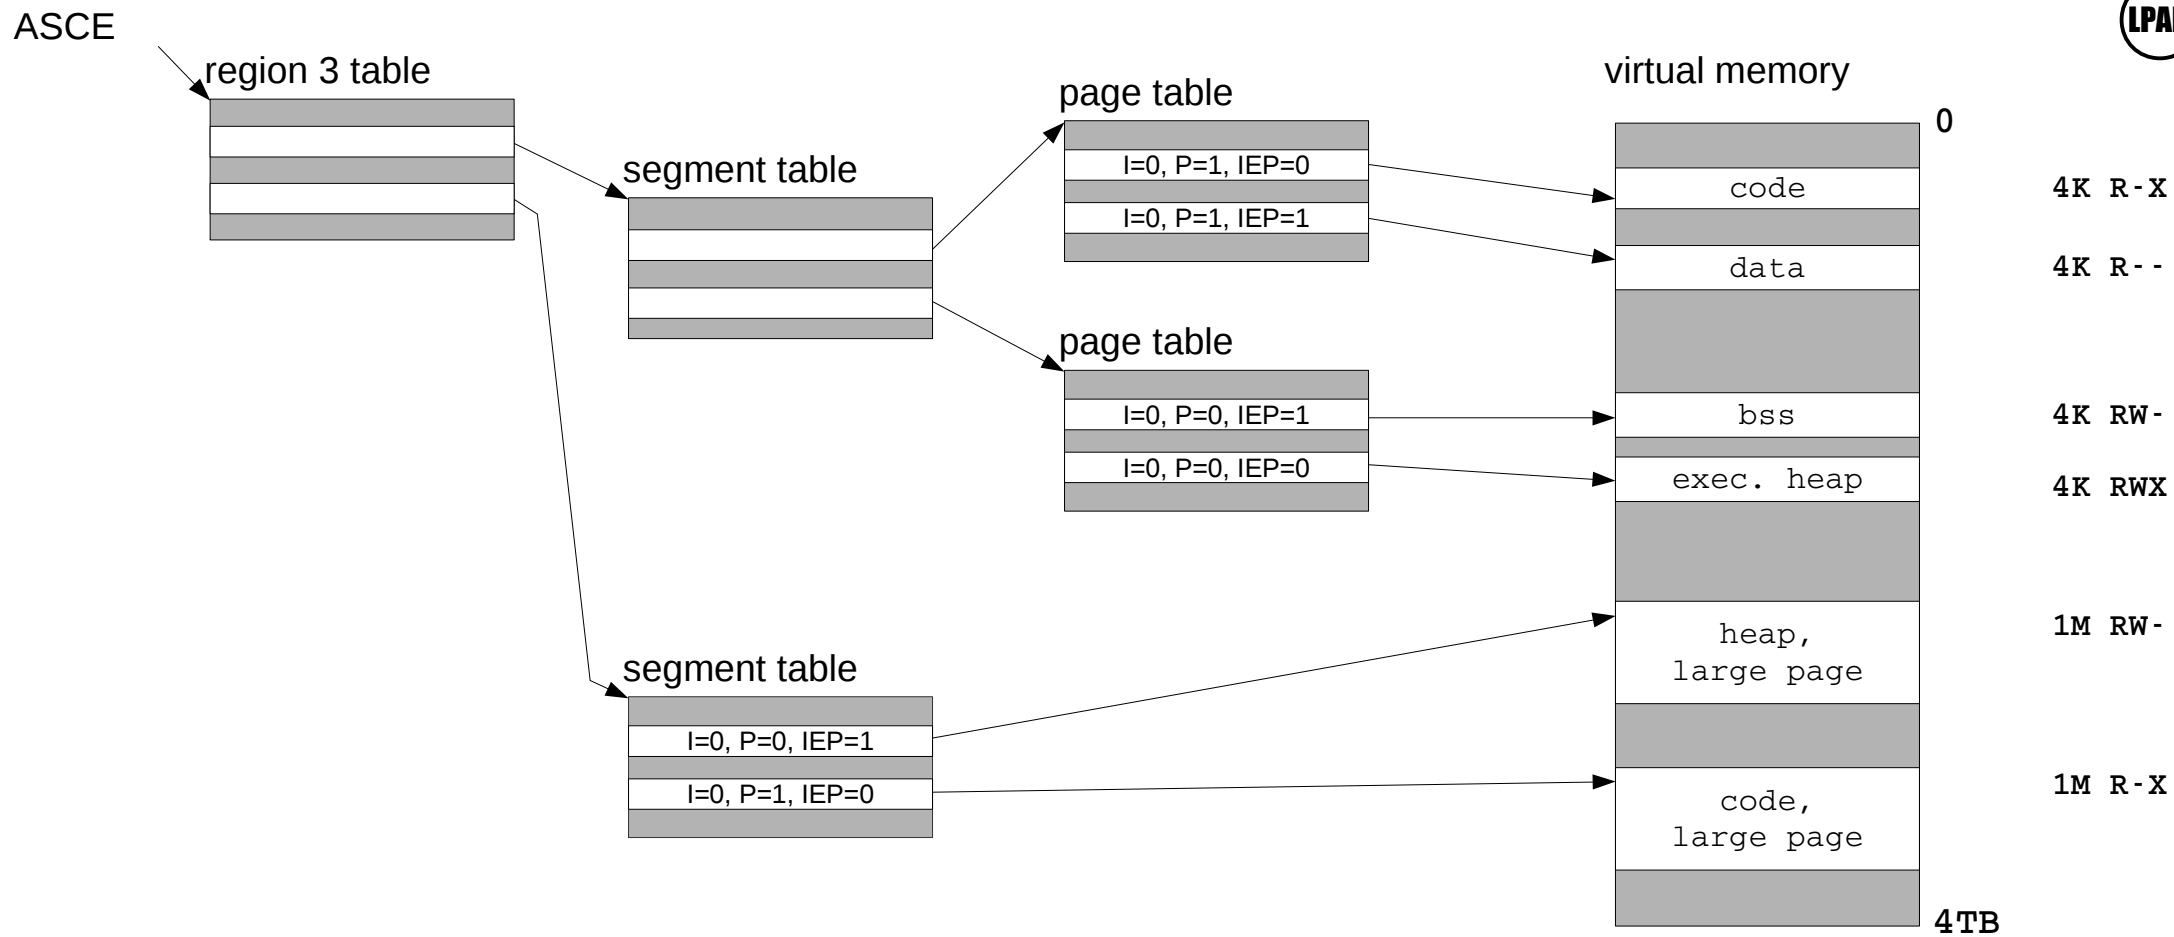 ASCE
region 3 table
segment table
page table
I=0, P=1, IEP=0
I=0, P=1, IEP=1
page table
I=0, P=0, IEP=1
I=0, P=0, IEP=0
segment table
I=0, P=0, IEP=1
I=0, P=1, IEP=0
virtual memory
0
code
data
bss
exec. heap
heap,
large page
code,
large page
4TB
4K R-X
4K R--
4K RW-
4K RWX
1M RW-
1M R-X